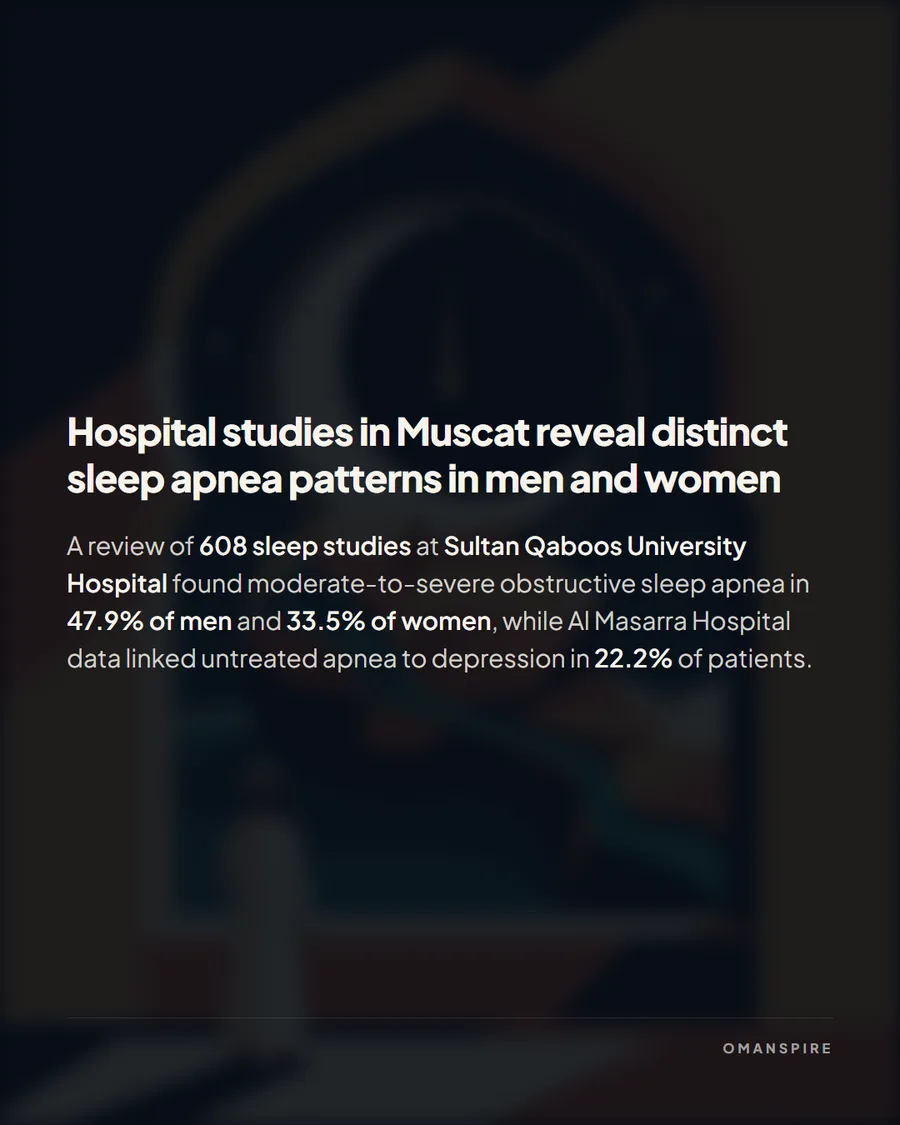 Hospital studies in Muscat reveal distinct
sleep apnea patterns in men and women
A review of 608 sleep studies at Sultan Qaboos University
Hospital found moderate-to-severe obstructive sleep apnea in
47.9% of men and 33.5% of women, while Al Masarra Hospital
data linked untreated apnea to depression in 22.2% of patients.
OMANSPIRE